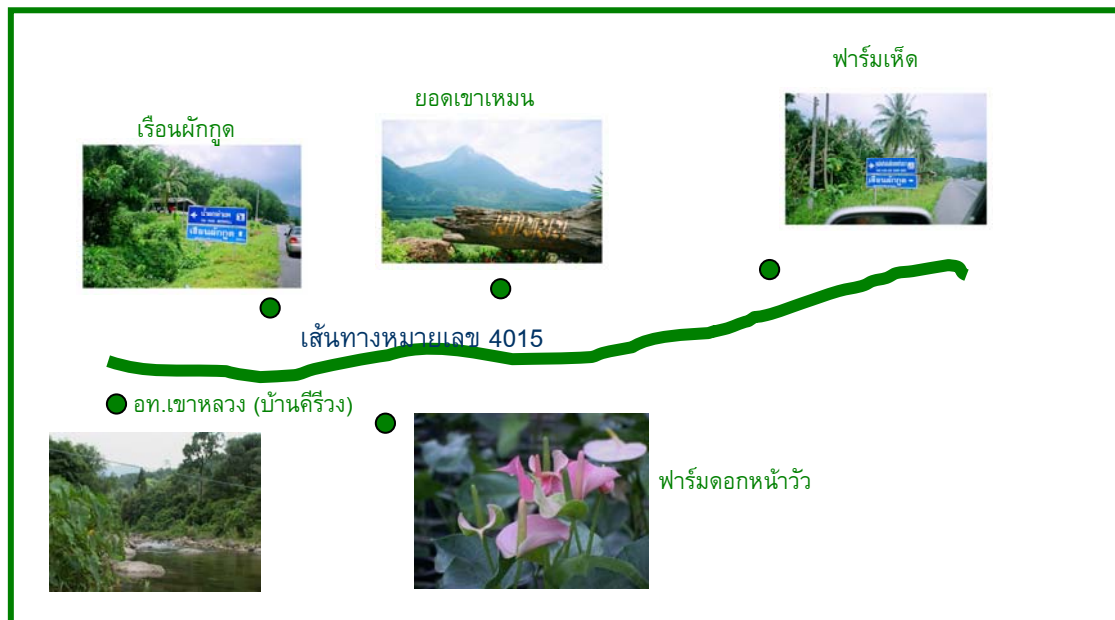 ฟาร์มเห็ด
ยอดเขาเหมน
เรือนผักกูด
เส้นทางหมายเลข 4015
อท.เขาหลวง (บ้านคีรีวง)
ฟาร์มดอกหน้าวัว